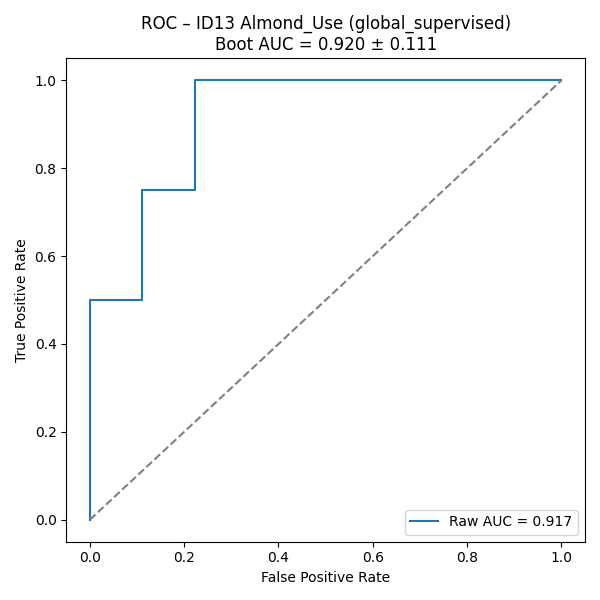 ROC – ID13 Almond_Use (global_supervised)
Boot AUC = 0.920 ± 0.111
True Positive Rate
1.0
0.8
0.6
0.4
0.2
0.0
Raw AUC = 0.917
0.0 0.2 0.4 0.6 0.8 1.0
False Positive Rate